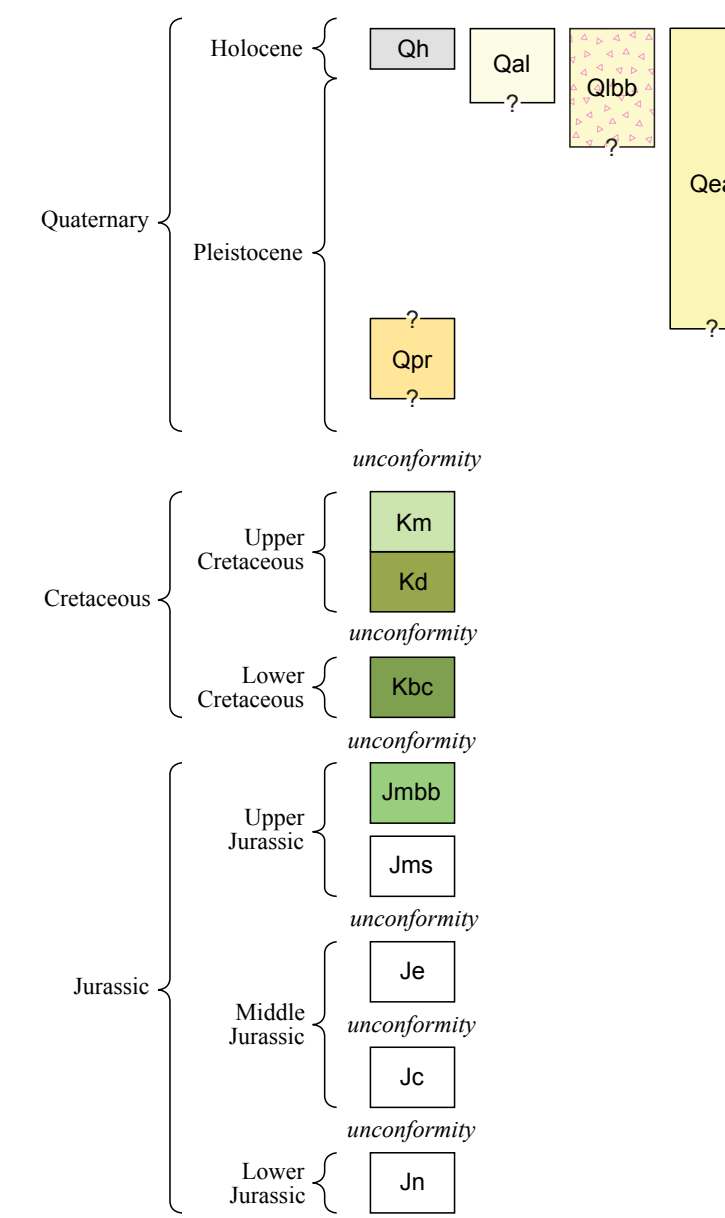 Holocene
Qh
Qal
?
Qlbb
?
Qea
?
Quaternary
Pleistocene
?
Qpr
?
unconformity
Cretaceous
Upper
Cretaceous
Km
Kd
unconformity
Lower
Cretaceous
Kbc
unconformity
Jurassic
Upper
Jurassic
Jmbb
Jms
unconformity
Middle
Jurassic
Je
unconformity
Jc
unconformity
Lower
Jurassic
Jn